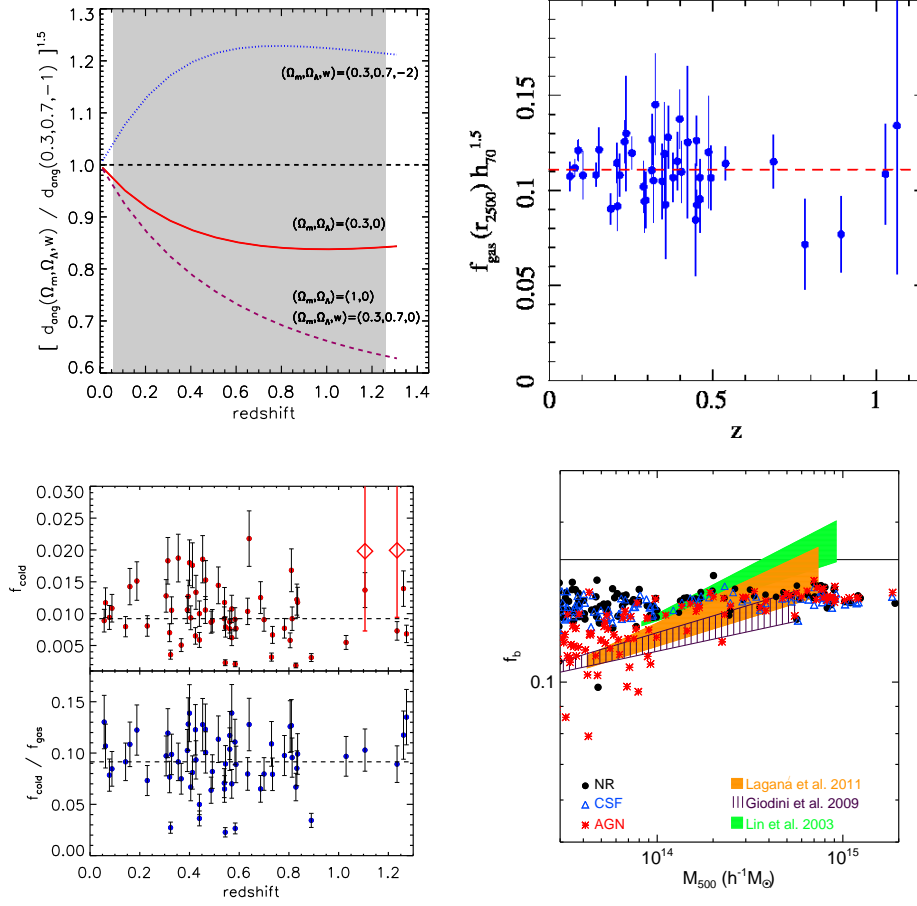 [ d_ang(Ω_m,Ω_Λ,w) / d_ang(0.3,0.7,-1) ]^1.5
1.3
1.2
1.1
1.0
0.9
0.8
0.7
0.6
(Ω_m,Ω_Λ,w)=(0.3,0.7,-2)
(Ω_m,Ω_Λ)=(0.3,0)
(Ω_m,Ω_Λ)=(1,0)
(Ω_m,Ω_Λ,w)=(0.3,0.7,0)
0.0 0.2 0.4 0.6 0.8 1.0 1.2 1.4
redshift
f_gas (r_2500) h_70^1.5
0.15
0.1
0.05
0
0 0.5 1
z
f_cold
0.030
0.025
0.020
0.015
0.010
0.005
f_cold / f_gas
0.15
0.10
0.05
0.00
0.0 0.2 0.4 0.6 0.8 1.0 1.2
redshift
f_b
0.1
NR
CSF
AGN
Laganá et al. 2011
Giodini et al. 2009
Lin et al. 2003
10^14 10^15
M_500 (h^-1 M_⊙)